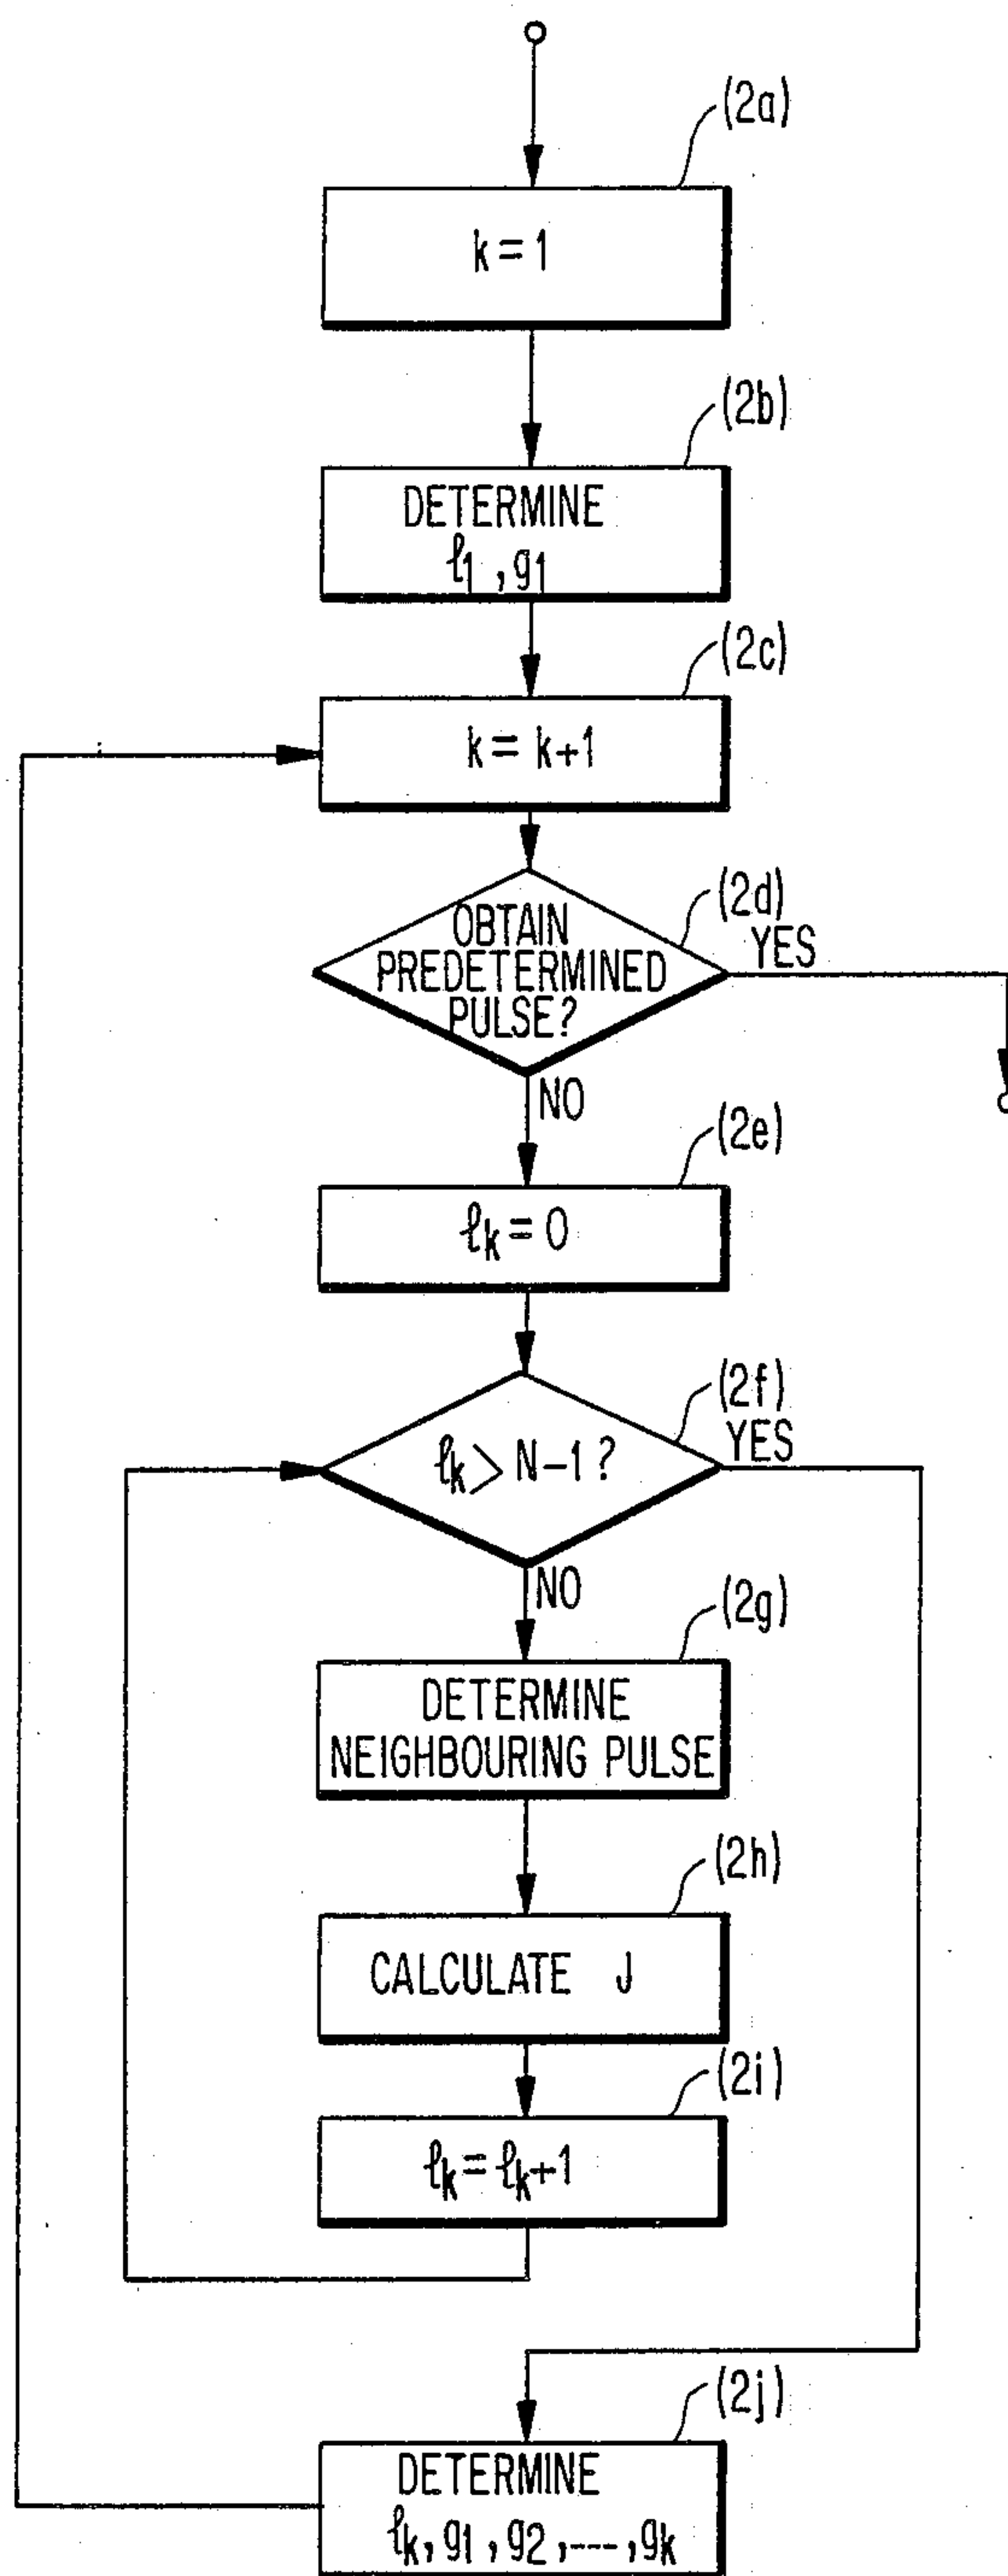 (2a)
k = 1
(2b)
DETERMINE
ℓ1 , g1
(2c)
k = k+1
(2d)
OBTAIN
PREDETERMINED
PULSE?
YES
NO
(2e)
ℓk = 0
(2f)
ℓk > N-1 ?
YES
NO
(2g)
DETERMINE
NEIGHBOURING PULSE
(2h)
CALCULATE J
(2i)
ℓk = ℓk+1
(2j)
DETERMINE
ℓk, g1 , g2 , ---- , gk